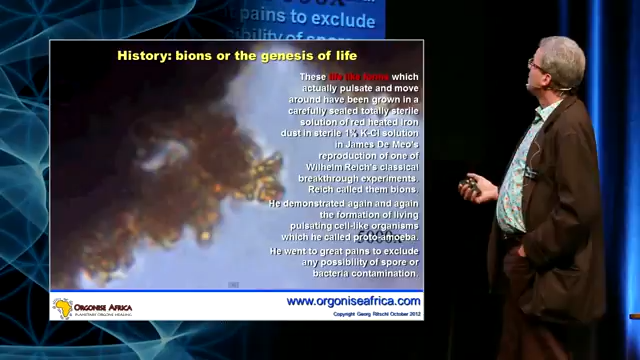 pains to exclude
History: bions or the genesis of life
These life like forms which
actually pulsate and move
around have been grown in a
carefully sealed totally sterile
solution of red heated iron
dust in sterile 1% K-Cl solution
in James De Meo's
reproduction of one of
Wilhelm Reich's classical
breakthrough experiments.
Reich called them bions.
He demonstrated again and again
the formation of living
pulsating cell-like organisms
which he called proto-amoeba.
He went to great pains to exclude
any possibility of spore or
bacteria contamination.
ORGONISE AFRICA
PLANETARY ORGONE HEALING
www.orgoniseafrica.com
Copyright Georg Ritschl October 2012